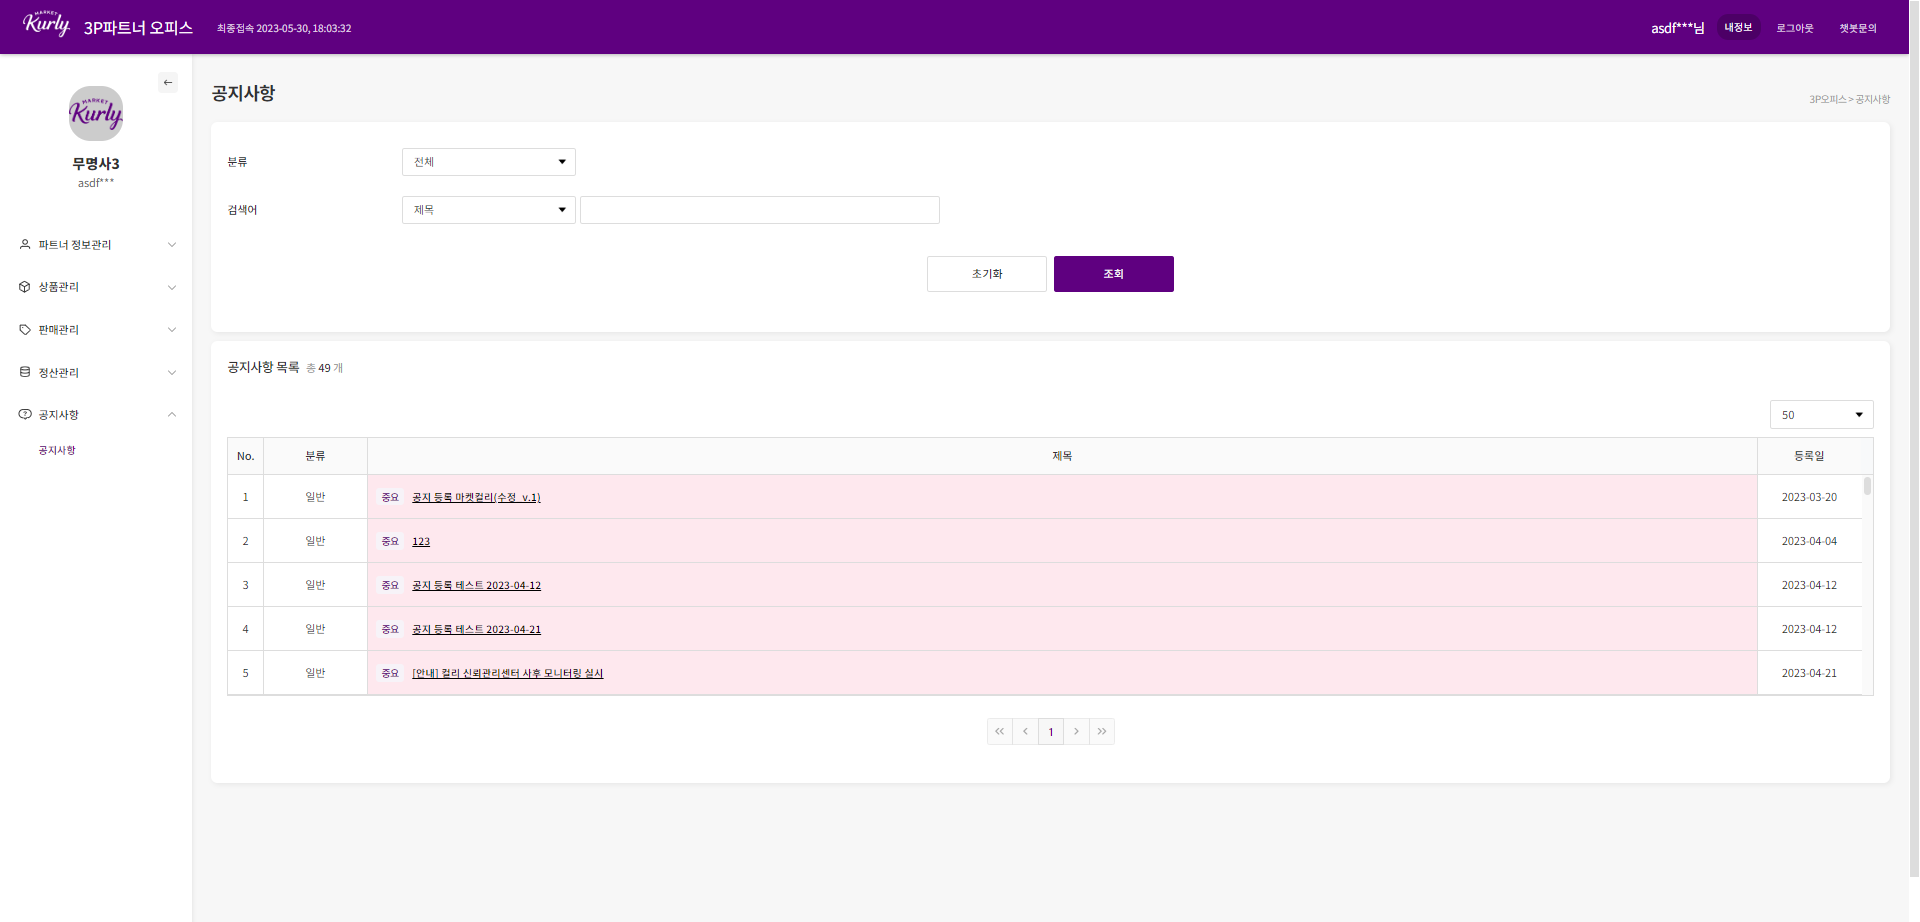 MARKET
Kurly 3P파트너 오피스 최종접속 2023-05-30, 18:03:32 asdf***님 내정보 로그아웃 챗봇문의
←
MARKET
Kurly
무명사3
asdf***
파트너 정보관리
상품관리
판매관리
정산관리
공지사항
공지사항
공지사항
3P오피스 > 공지사항
분류 전체
검색어 제목
초기화 조회
공지사항 목록 총 49 개
50
No. 분류 제목 등록일
1 일반 중요 공지 등록 마켓컬리(수정_v.1) 2023-03-20
2 일반 중요 123 2023-04-04
3 일반 중요 공지 등록 테스트 2023-04-12 2023-04-12
4 일반 중요 공지 등록 테스트 2023-04-21 2023-04-12
5 일반 중요 [안내] 컬리 신뢰관리센터 사후 모니터링 실시 2023-04-21
1